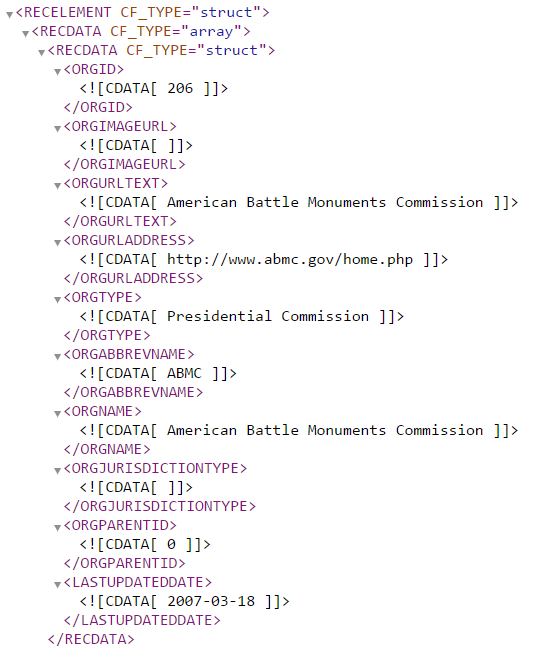 <RECELEMENT CF_TYPE="struct">
<RECDATA CF_TYPE="array">
<RECDATA CF_TYPE="struct">
<ORGID>
<![CDATA[ 206 ]]>
</ORGID>
<ORGIMAGEURL>
<![CDATA[ ]]>
</ORGIMAGEURL>
<ORGURLTEXT>
<![CDATA[ American Battle Monuments Commission ]]>
</ORGURLTEXT>
<ORGURLADDRESS>
<![CDATA[ http://www.abmc.gov/home.php ]]>
</ORGURLADDRESS>
<ORGTYPE>
<![CDATA[ Presidential Commission ]]>
</ORGTYPE>
<ORGABBREVNAME>
<![CDATA[ ABMC ]]>
</ORGABBREVNAME>
<ORGNAME>
<![CDATA[ American Battle Monuments Commission ]]>
</ORGNAME>
<ORGJURISDICTIONTYPE>
<![CDATA[ ]]>
</ORGJURISDICTIONTYPE>
<ORGPARENTID>
<![CDATA[ 0 ]]>
</ORGPARENTID>
<LASTUPDATEDDATE>
<![CDATA[ 2007-03-18 ]]>
</LASTUPDATEDDATE>
</RECDATA>